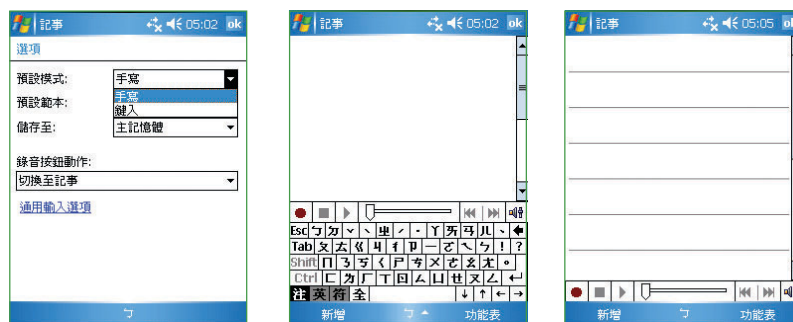 記事 05:02 ok
選項
預設模式: 手寫
手寫
預設範本: 鍵入
儲存至: 主記憶體
錄音按鈕動作:
切換至記事
通用輸入選項
ㄅ
記事 05:02 ok
Esc ㄅ ㄉ ˇ ˋ ㄓ ˊ ˙ ㄚ ㄞ ㄢ ㄦ 、
Tab ㄆ ㄊ ㄍ ㄐ ㄔ ㄗ ㄧ ㄛ ㄟ ㄣ ! ?
Shift ㄇ ㄋ ㄎ ㄑ ㄕ ㄘ ㄨ ㄜ ㄠ ㄤ 。
Ctrl ㄈ ㄌ ㄏ ㄒ ㄖ ㄙ ㄩ ㄝ ㄡ ㄥ ↵
注 英 符 全 ↓ ↑ ← →
新增 ㄅ 功能表
記事 05:05
新增 ㄅ 功能表